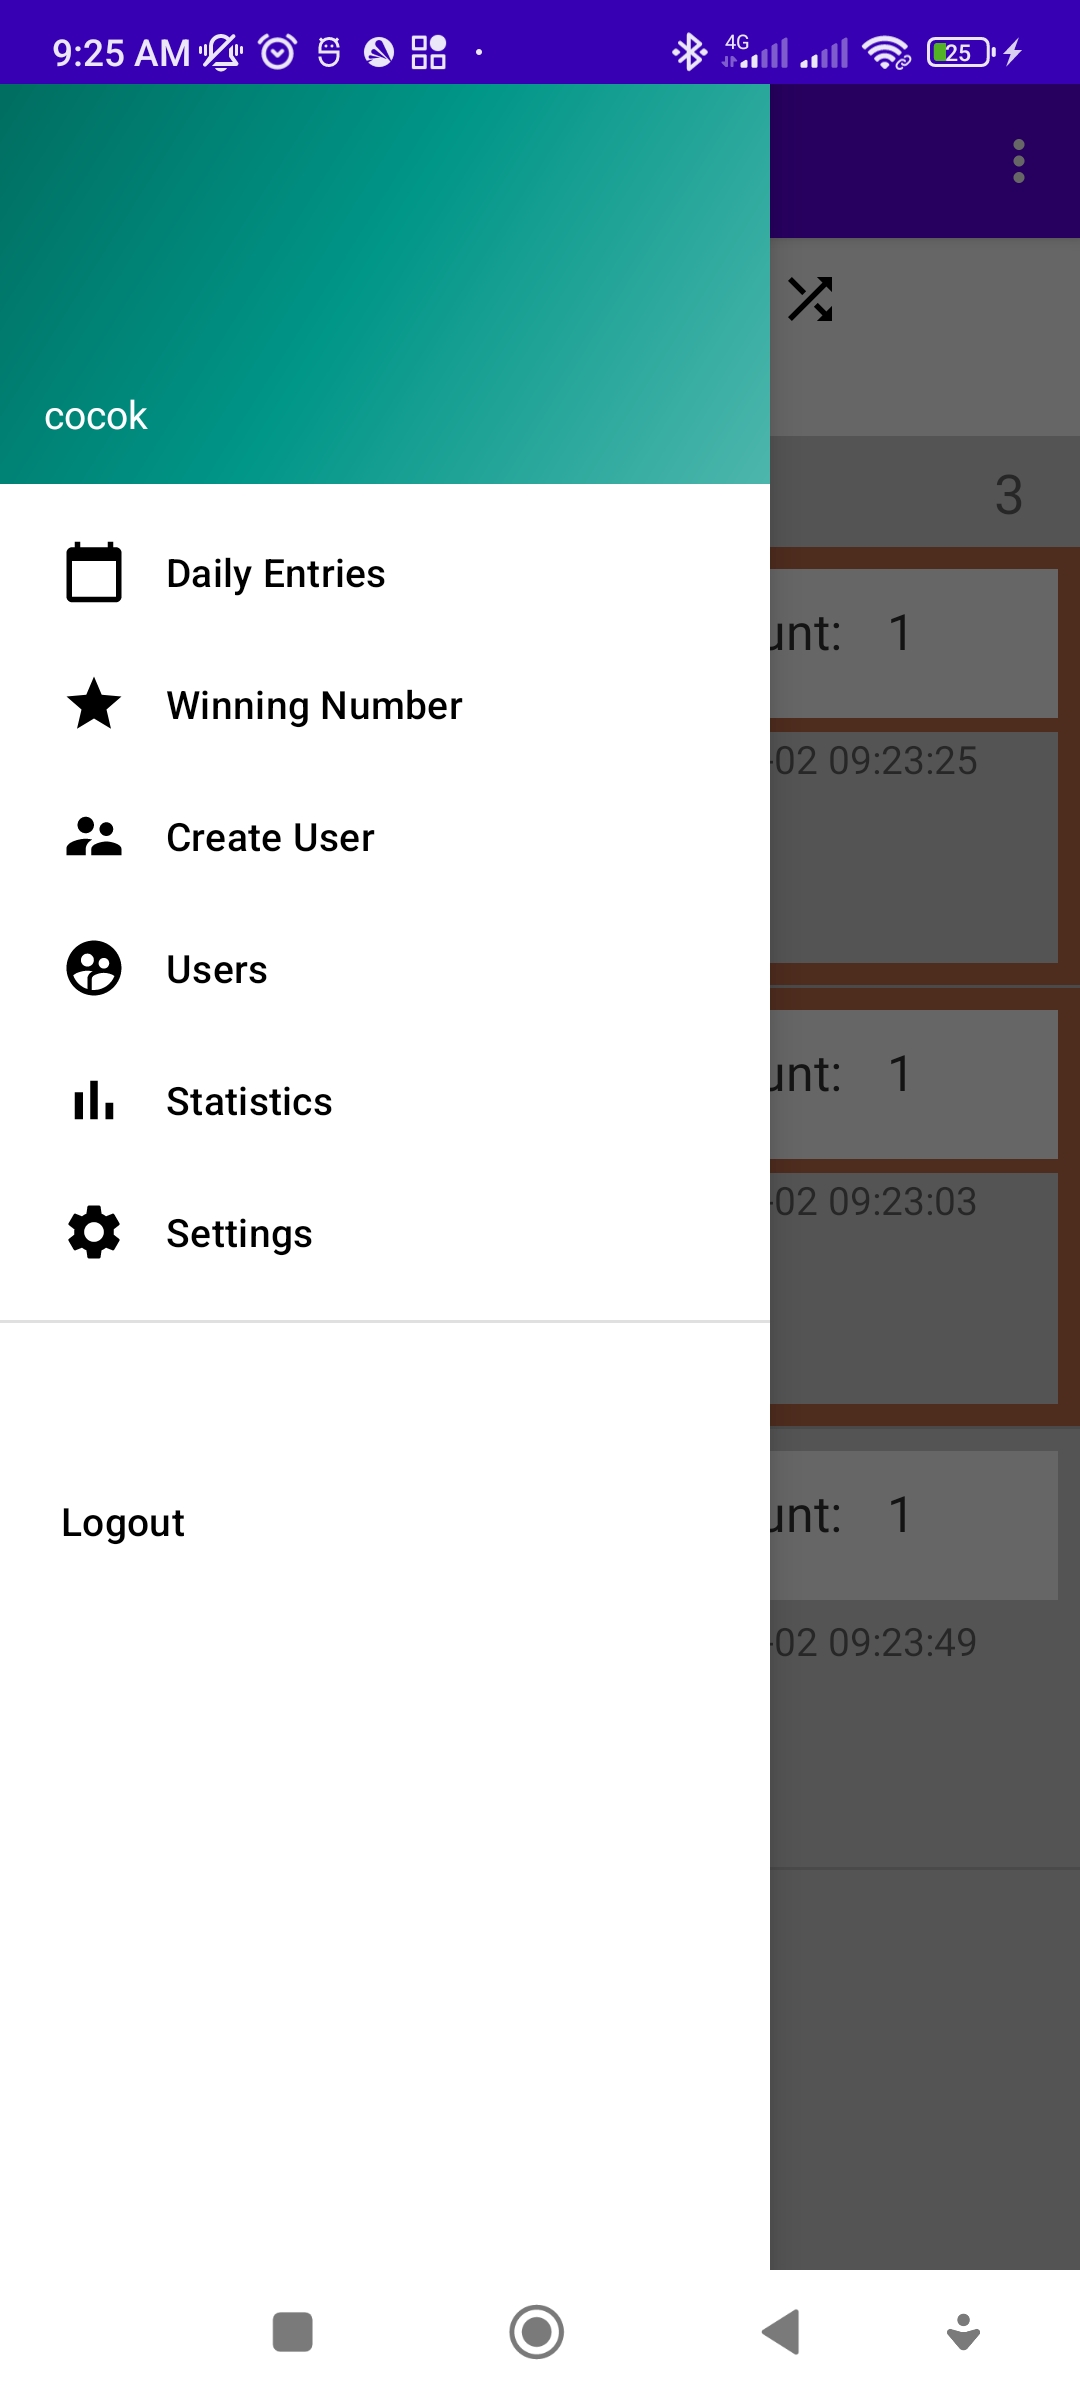 9:25 AM
4G
25
cocok
3
Daily Entries
unt: 1
Winning Number
-02 09:23:25
Create User
Users
unt: 1
Statistics
-02 09:23:03
Settings
unt: 1
Logout
-02 09:23:49